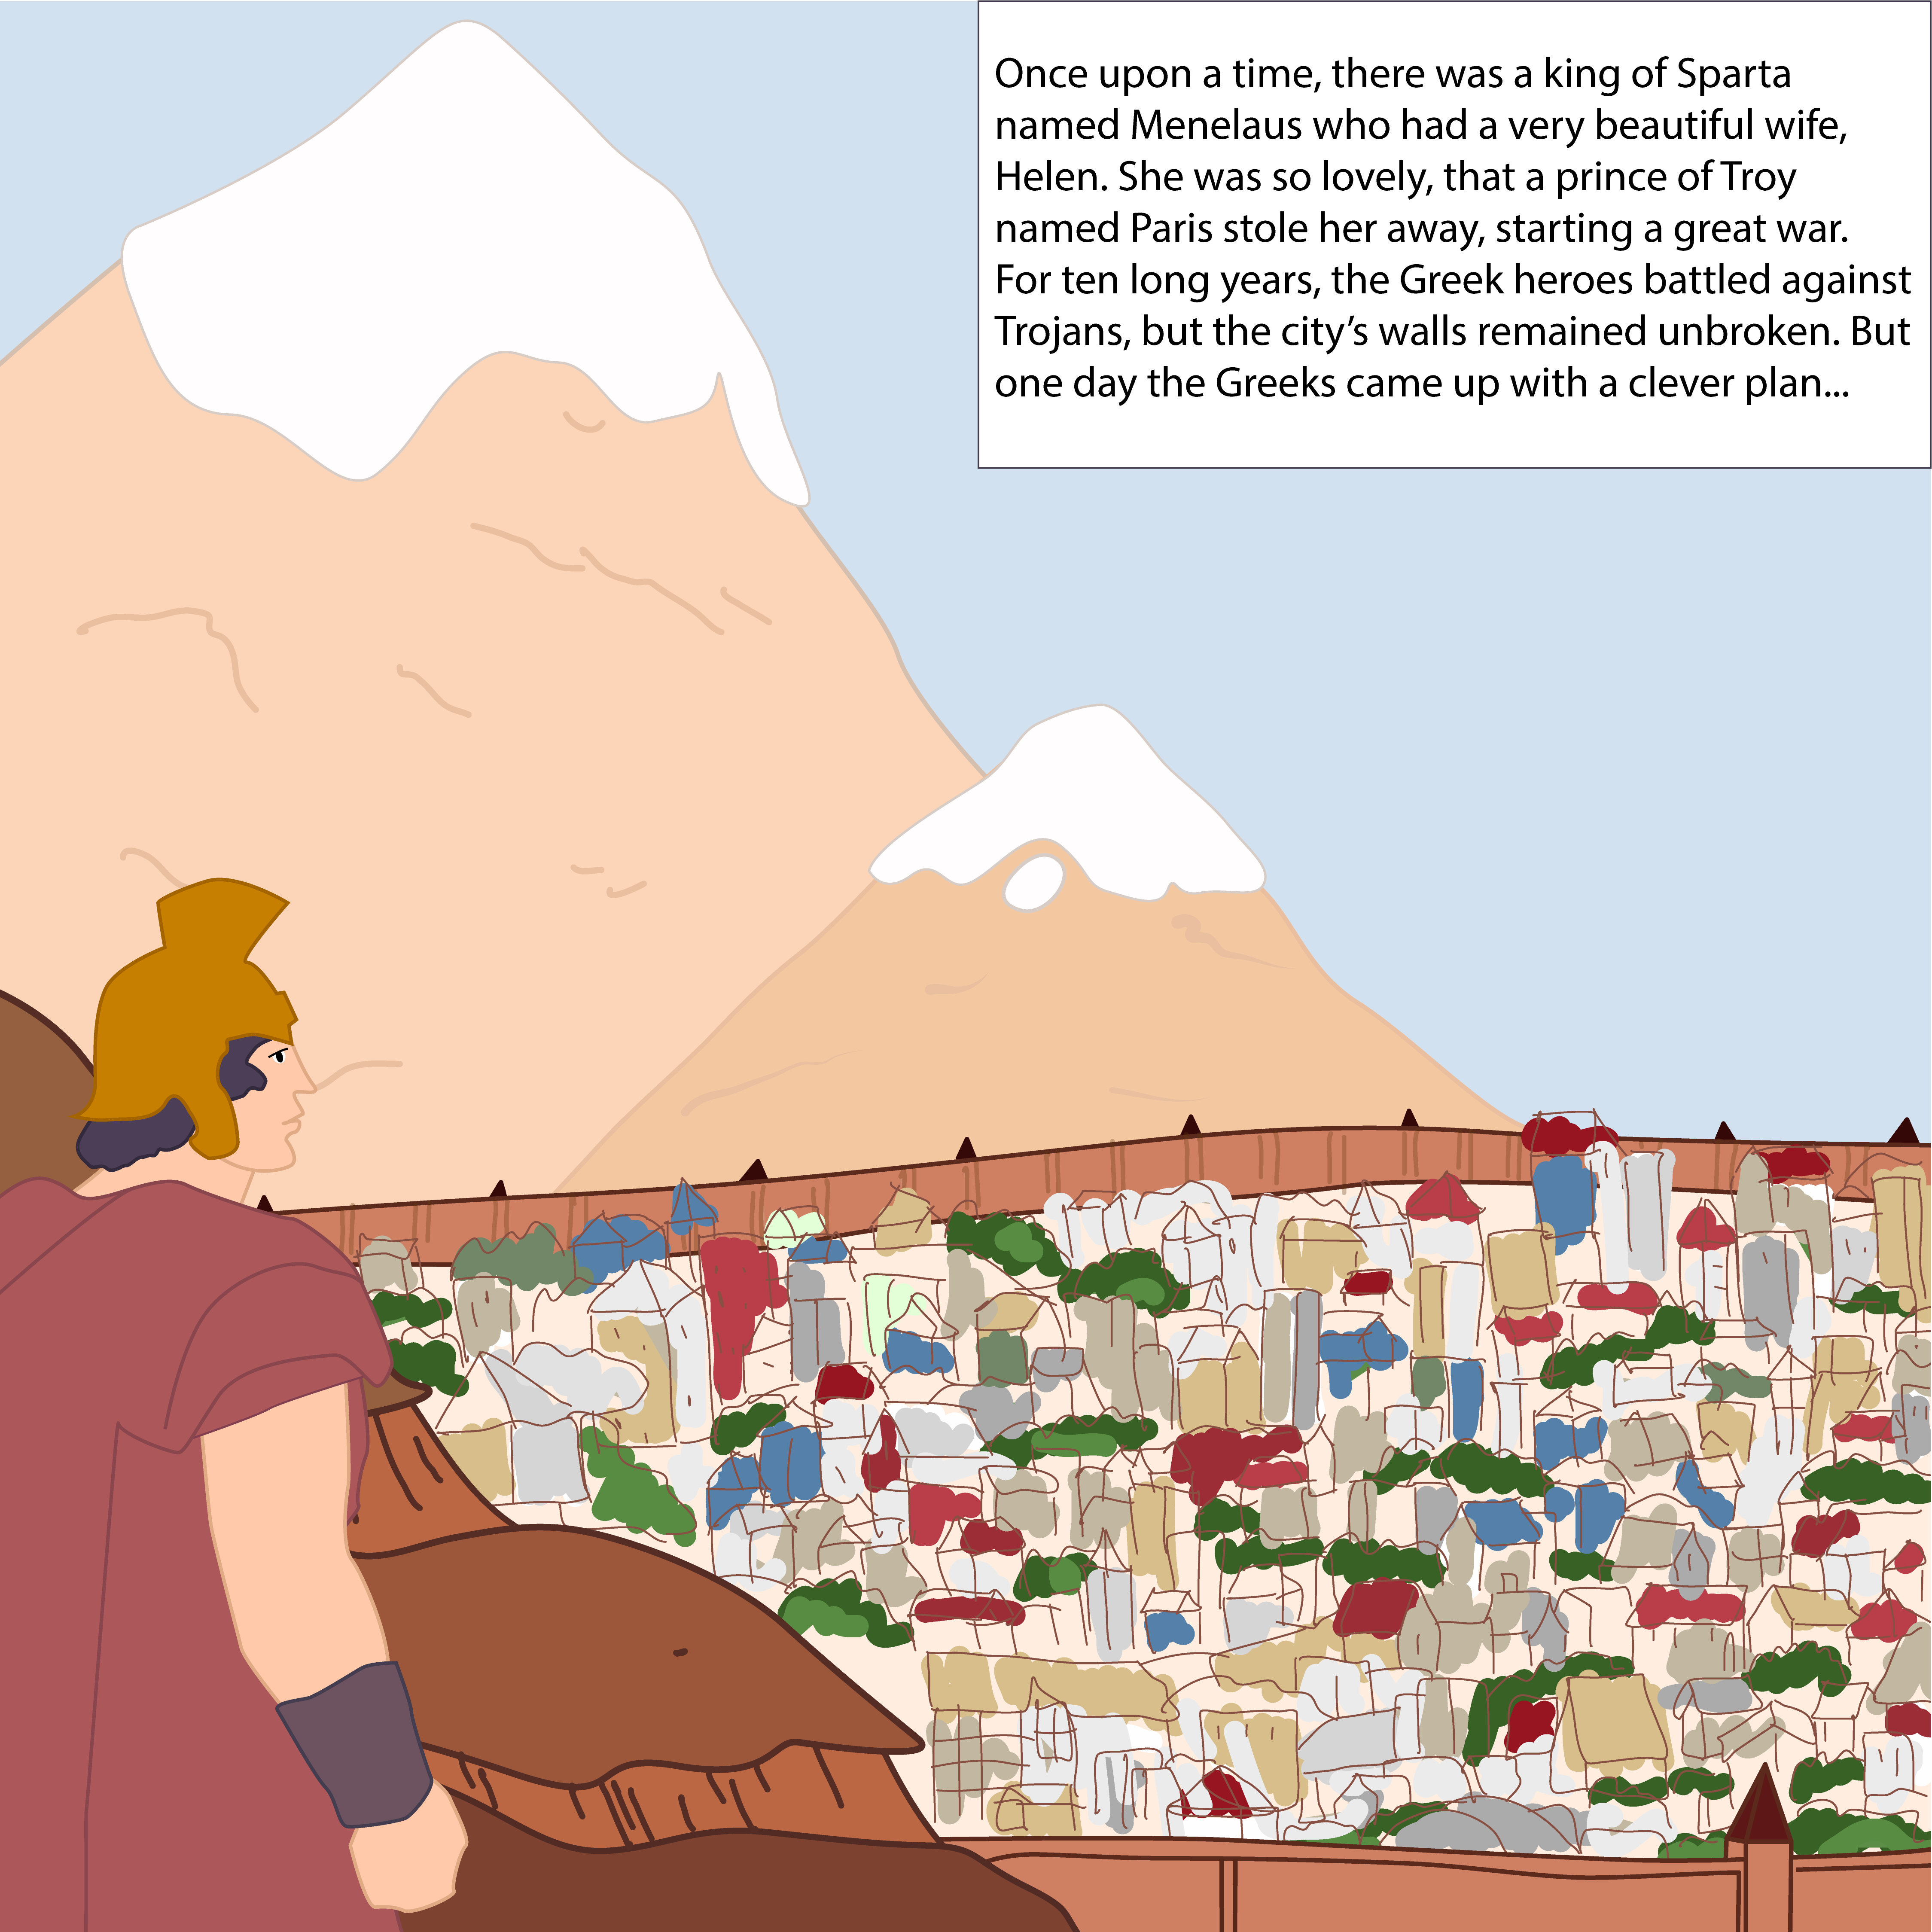 Once upon a time, there was a king of Sparta
named Menelaus who had a very beautiful wife,
Helen. She was so lovely, that a prince of Troy
named Paris stole her away, starting a great war.
For ten long years, the Greek heroes battled against
Trojans, but the city’s walls remained unbroken. But
one day the Greeks came up with a clever plan...